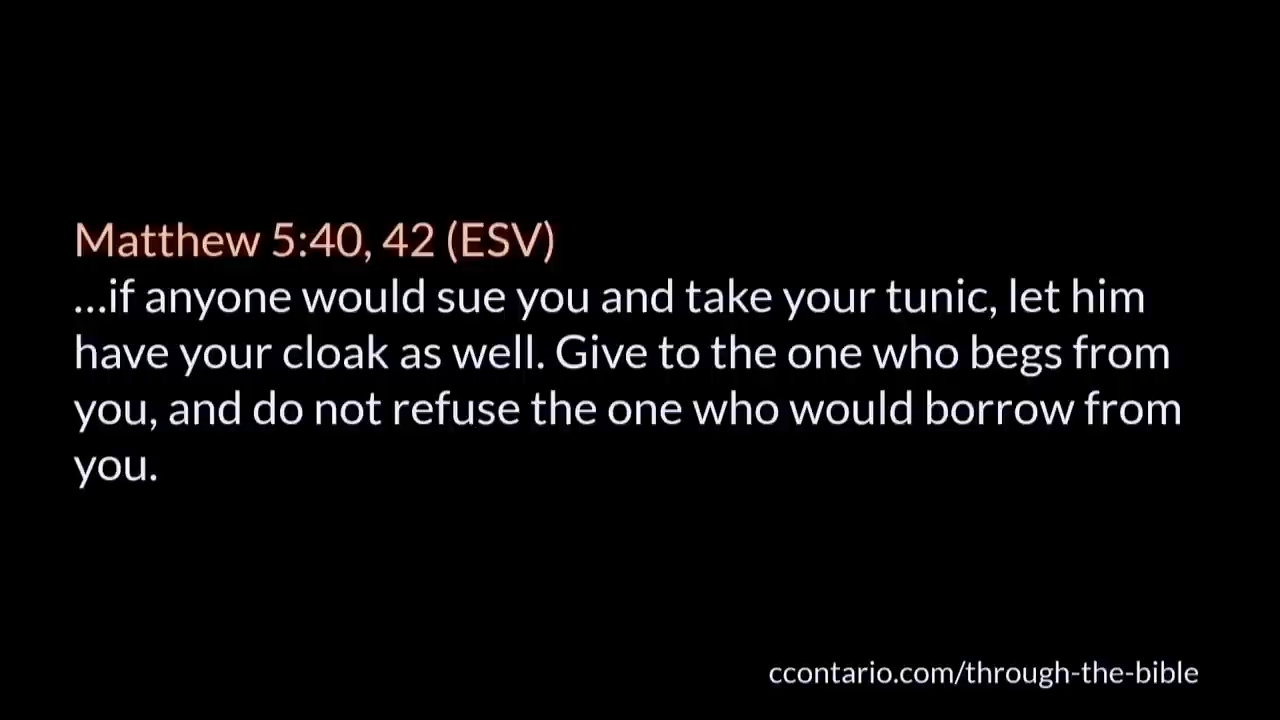 Matthew 5:40, 42 (ESV)
…if anyone would sue you and take your tunic, let him
have your cloak as well. Give to the one who begs from
you, and do not refuse the one who would borrow from
you.
ccontario.com/through-the-bible